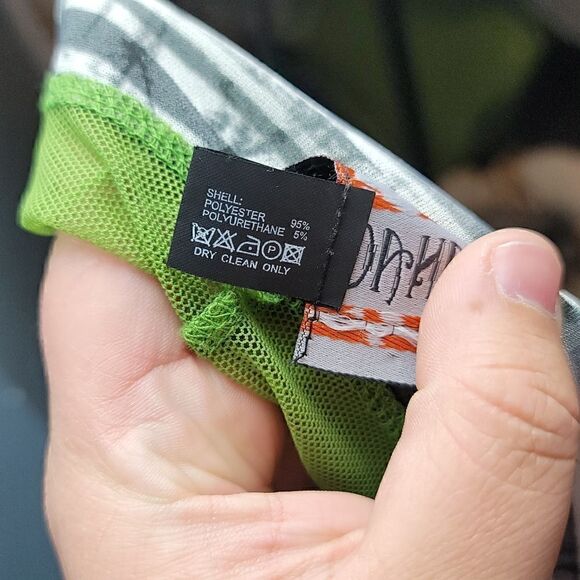 SHELL:
POLYESTER 95%
POLYURETHANE 5%
P
DRY CLEAN ONLY